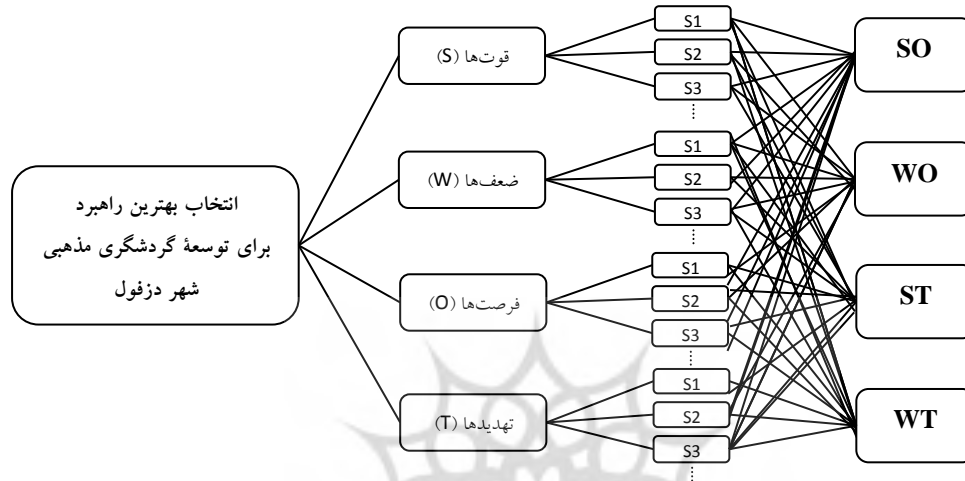 انتخاب بهترین راهبرد
برای توسعهٔ گردشگری مذهبی
شهر دزفول
قوت‌ها (S)
S1
S2
S3
ضعف‌ها (W)
S1
S2
S3
فرصت‌ها (O)
S1
S2
S3
تهدیدها (T)
S1
S2
S3
SO
WO
ST
WT